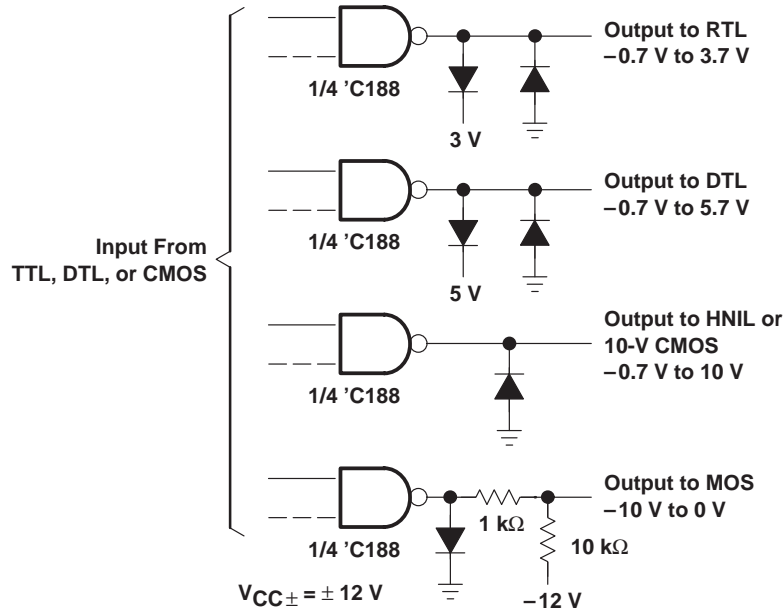 Output to RTL
–0.7 V to 3.7 V
1/4 ’C188
3 V
Output to DTL
–0.7 V to 5.7 V
1/4 ’C188
5 V
Input From
TTL, DTL, or CMOS
Output to HNIL or
10-V CMOS
–0.7 V to 10 V
1/4 ’C188
Output to MOS
–10 V to 0 V
1 kΩ
10 kΩ
1/4 ’C188
VCC± = ± 12 V
–12 V